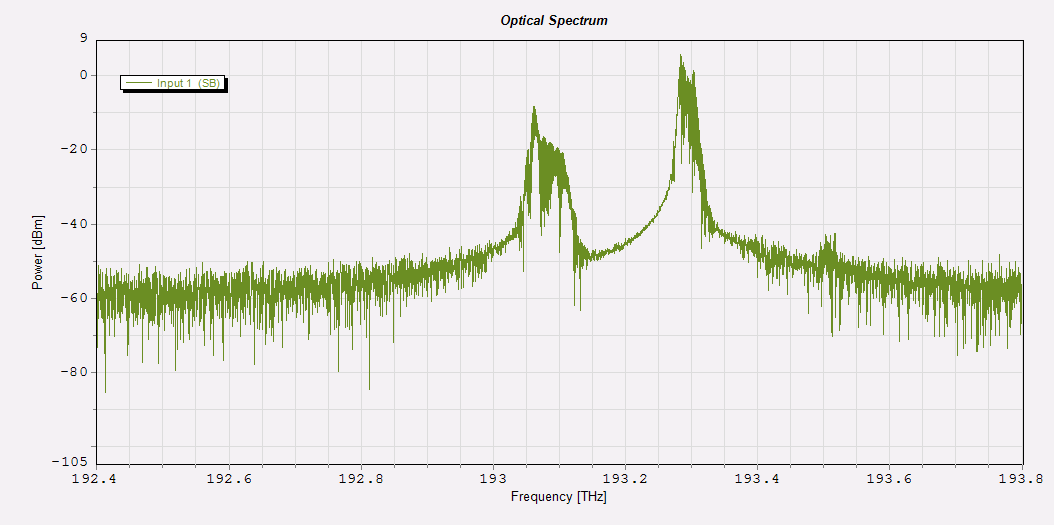 Optical Spectrum
9
0
-20
-40
-60
-80
-105
Power [dBm]
Input 1 (SB)
192.4 192.6 192.8 193 193.2 193.4 193.6 193.8
Frequency [THz]